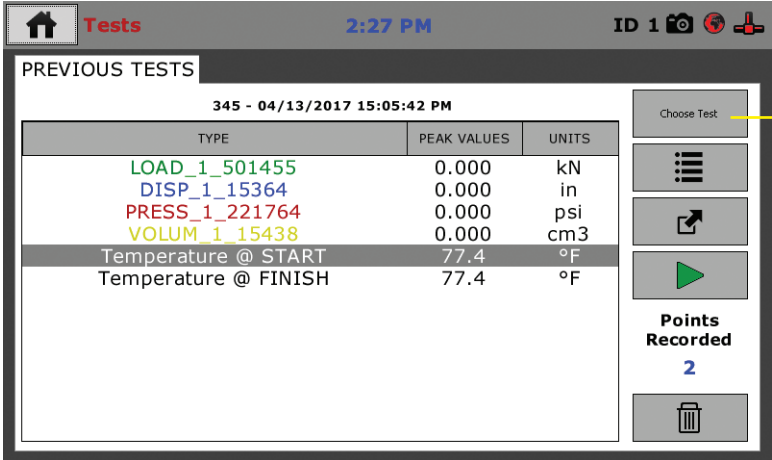 Tests 2:27 PM ID 1
PREVIOUS TESTS
345 - 04/13/2017 15:05:42 PM
TYPE PEAK VALUES UNITS
LOAD_1_501455 0.000 kN
DISP_1_15364 0.000 in
PRESS_1_221764 0.000 psi
VOLUM_1_15438 0.000 cm3
Temperature @ START 77.4 °F
Temperature @ FINISH 77.4 °F
Choose Test
Points
Recorded
2